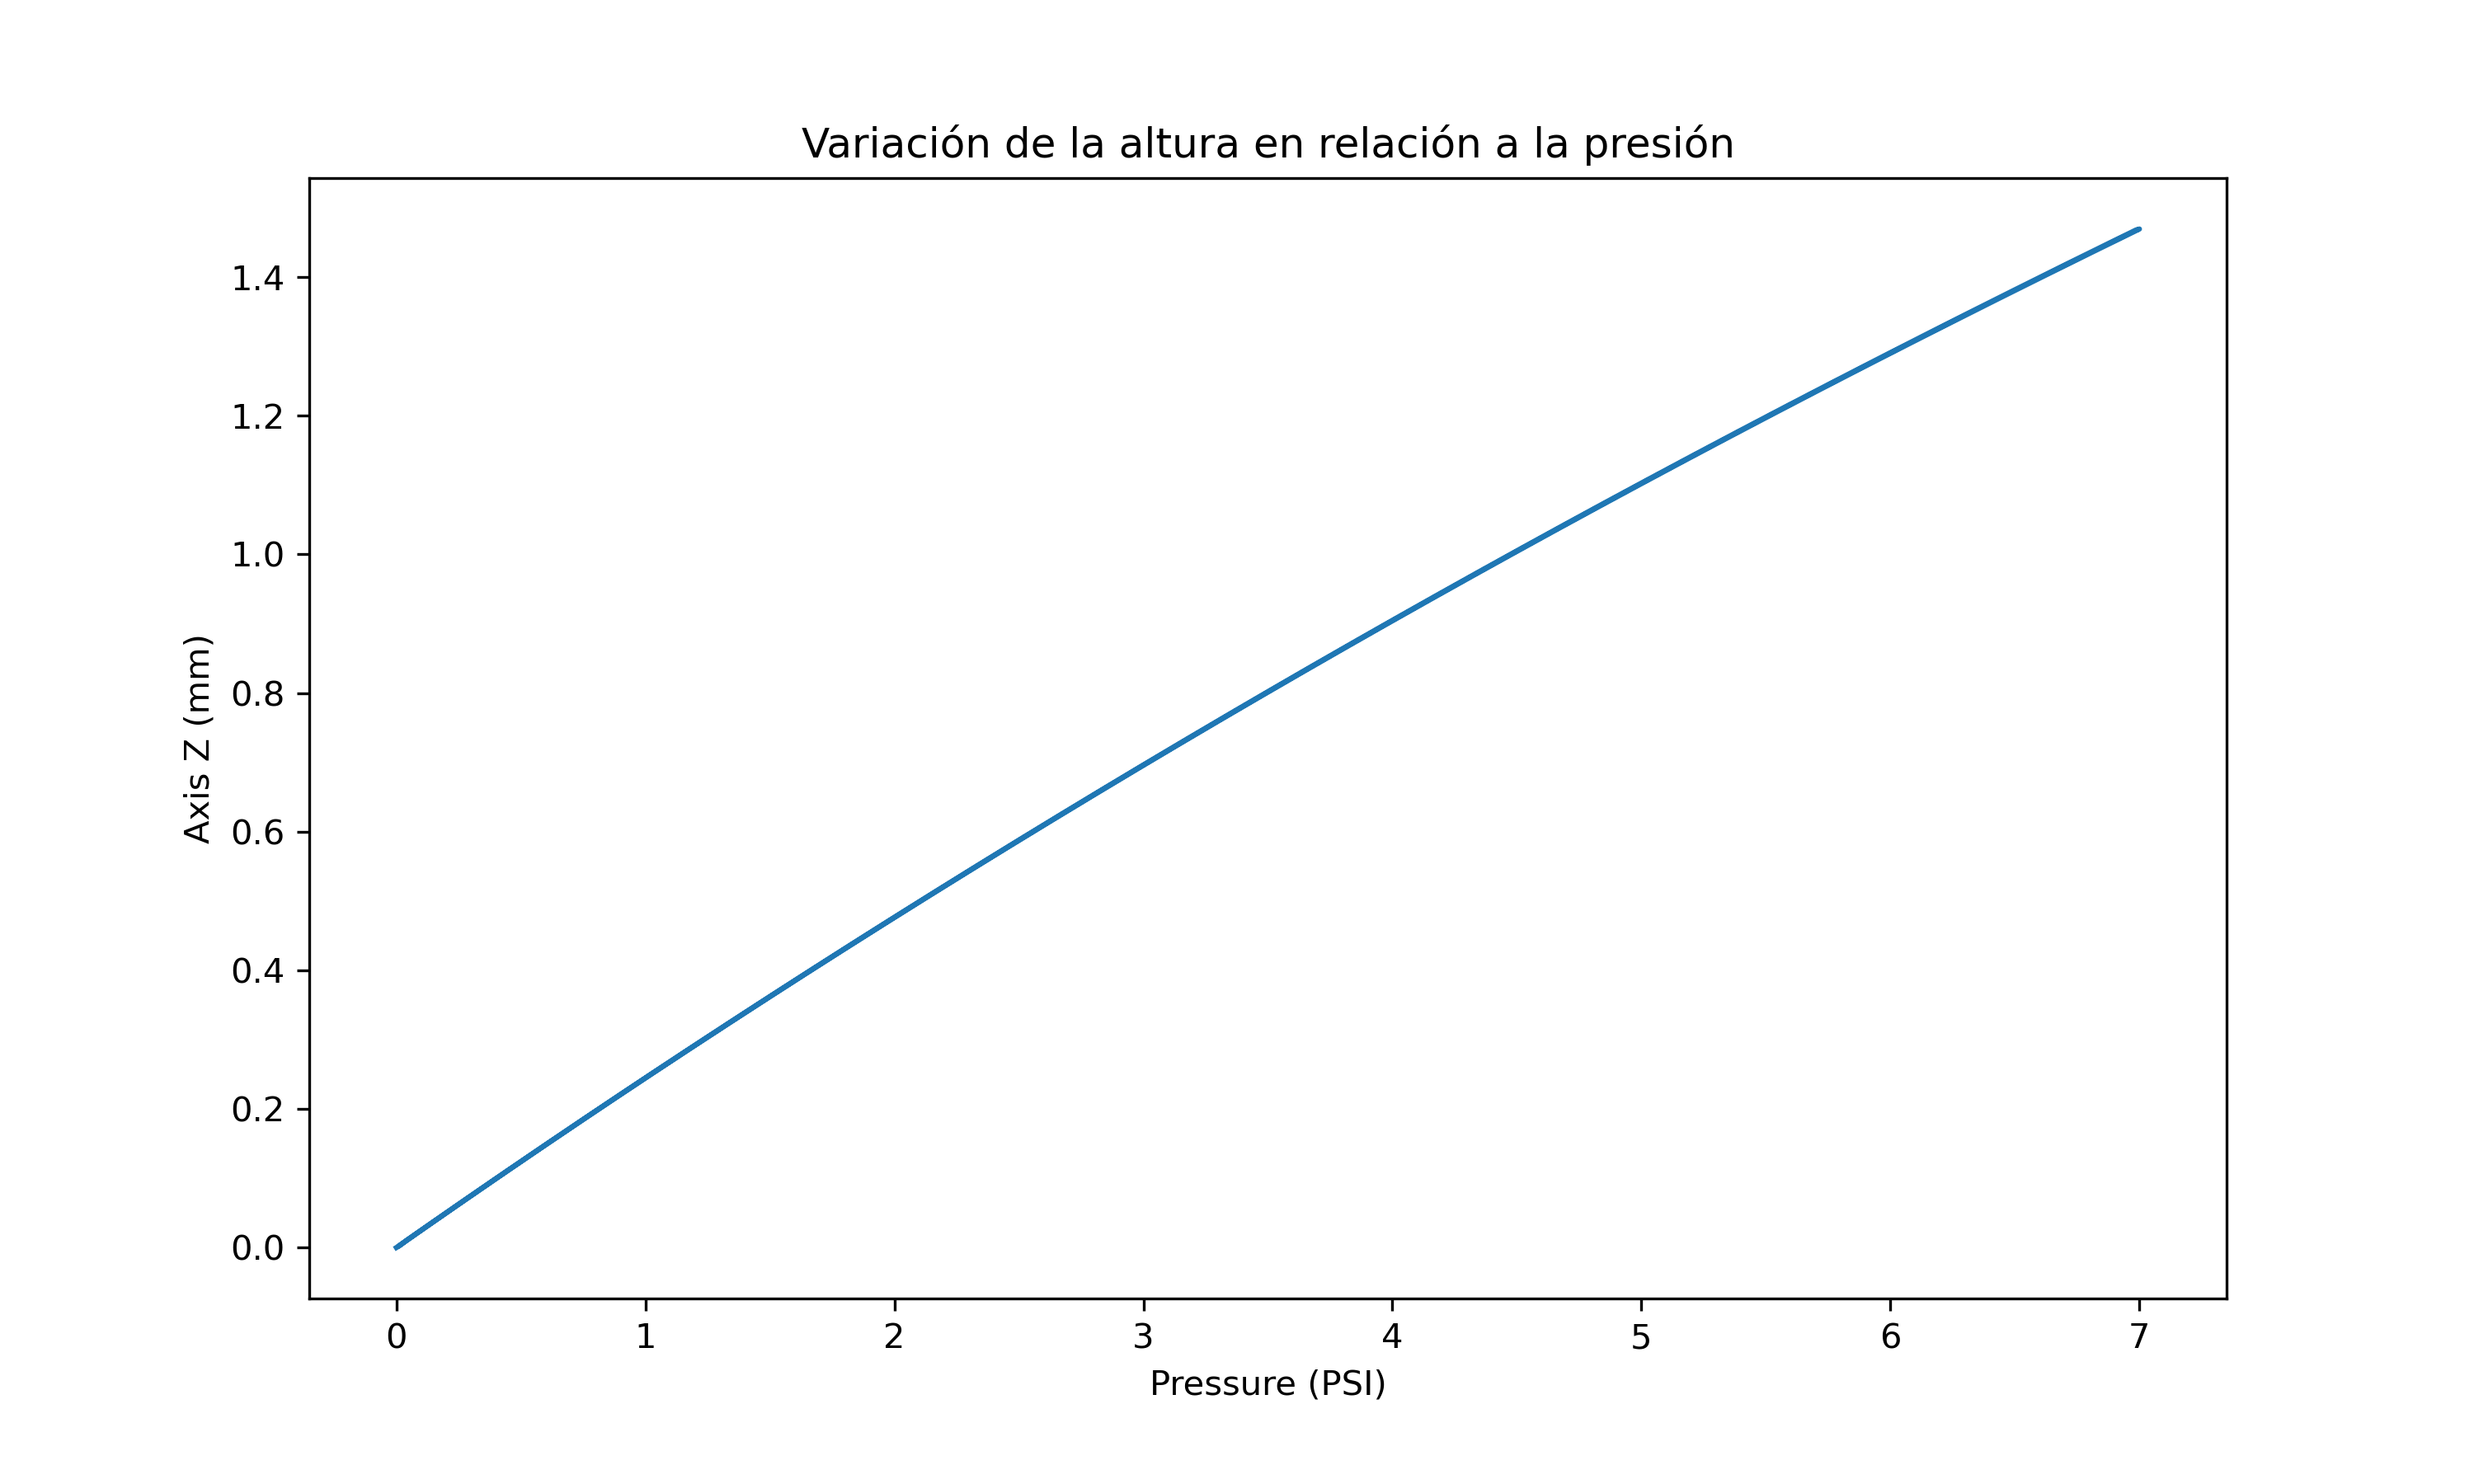 Variación de la altura en relación a la presión
Axis Z (mm)
1.4
1.2
1.0
0.8
0.6
0.4
0.2
0.0
0 1 2 3 4 5 6 7
Pressure (PSI)